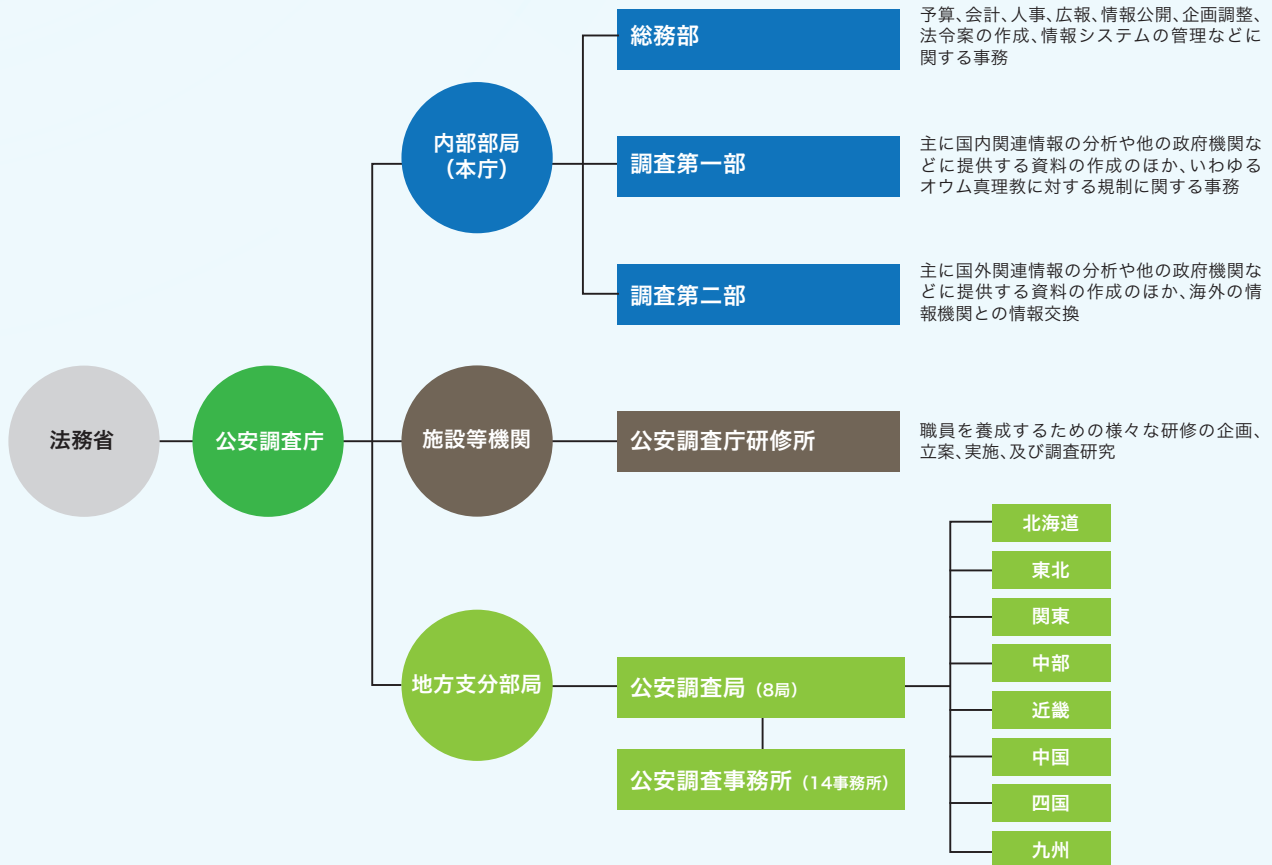 総務部
予算、会計、人事、広報、情報公開、企画調整、
法令案の作成、情報システムの管理などに
関する事務
内部部局
（本庁）
調査第一部
主に国内関連情報の分析や他の政府機関な
どに提供する資料の作成のほか、いわゆる
オウム真理教に対する規制に関する事務
調査第二部
主に国外関連情報の分析や他の政府機関な
どに提供する資料の作成のほか、海外の情
報機関との情報交換
法務省
公安調査庁
施設等機関
公安調査庁研修所
職員を養成するための様々な研修の企画、
立案、実施、及び調査研究
地方支分部局
公安調査局（8局）
公安調査事務所（14事務所）
北海道
東北
関東
中部
近畿
中国
四国
九州